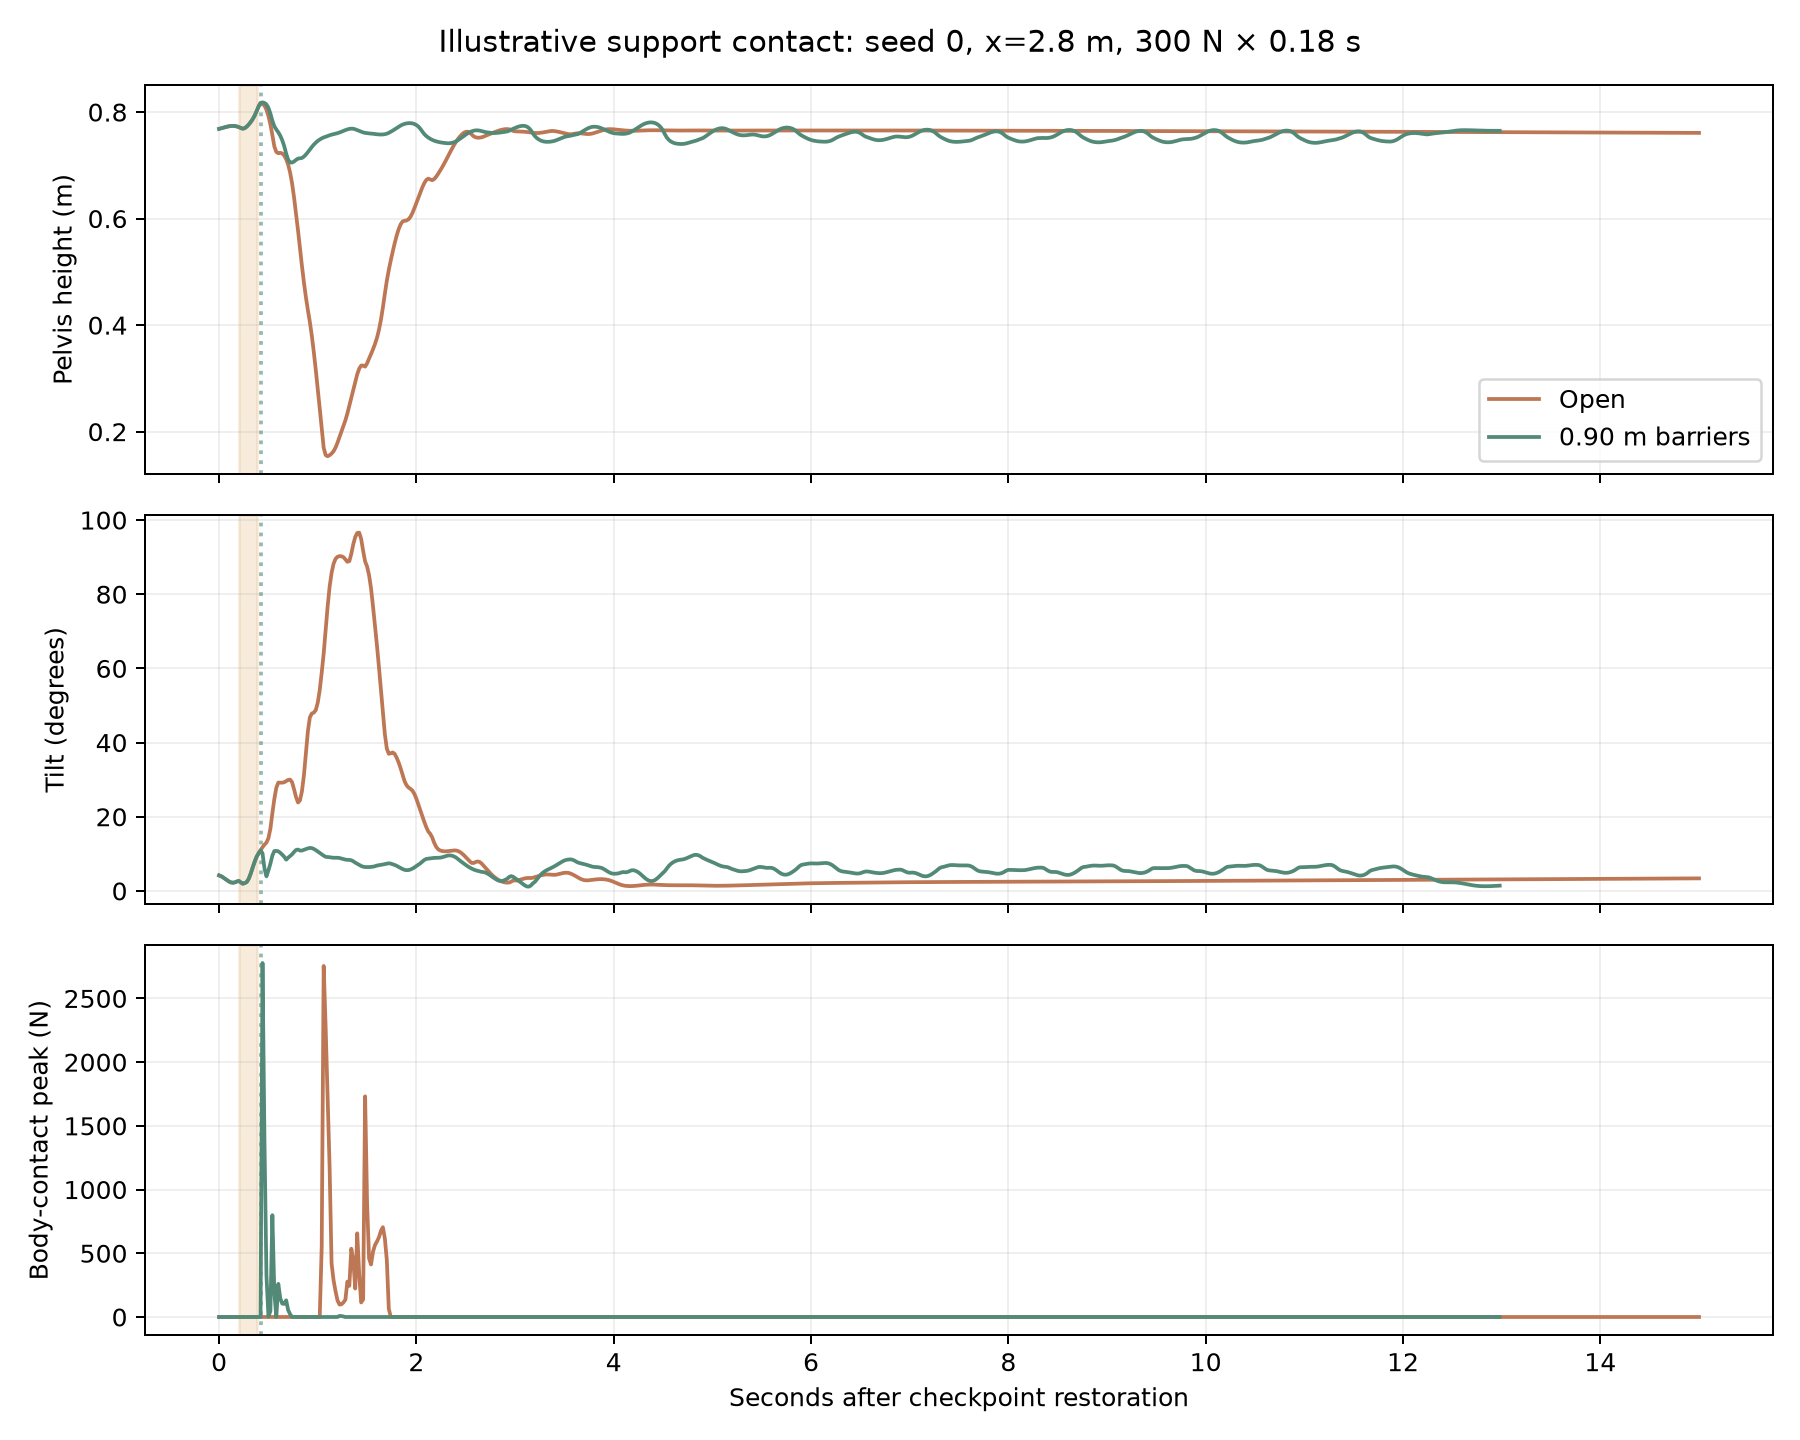 Illustrative support contact: seed 0, x=2.8 m, 300 N × 0.18 s
Pelvis height (m)
0.8
0.6
0.4
0.2
Open
0.90 m barriers
Tilt (degrees)
100
80
60
40
20
0
Body-contact peak (N)
2500
2000
1500
1000
500
0
0 2 4 6 8 10 12 14
Seconds after checkpoint restoration